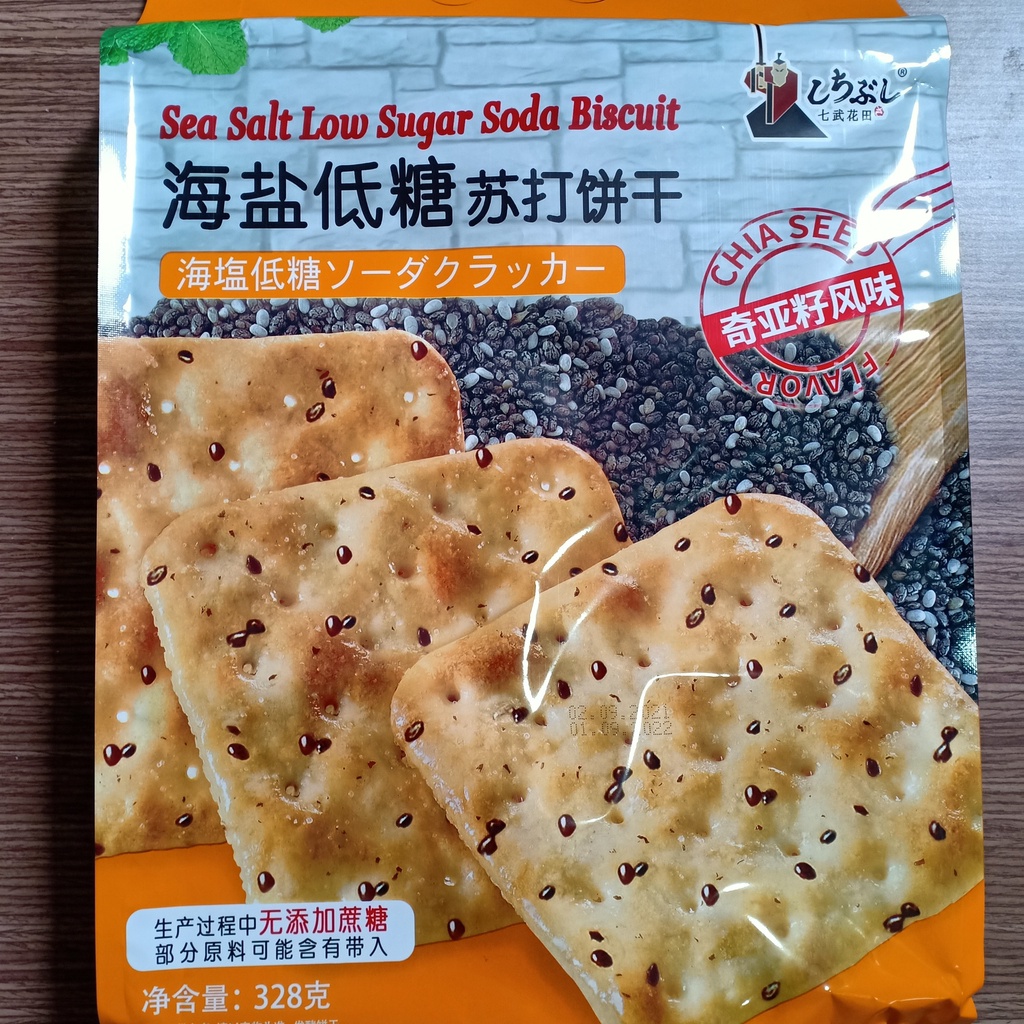 しちぶし®
七武花田
Sea Salt Low Sugar Soda Biscuit
海盐低糖苏打饼干
海塩低糖ソーダクラッカー
CHIA SEED
奇亚籽风味
FLAVOR
02.09.2021
01.09.2022
生产过程中无添加蔗糖
部分原料可能含有带入
净含量：328克